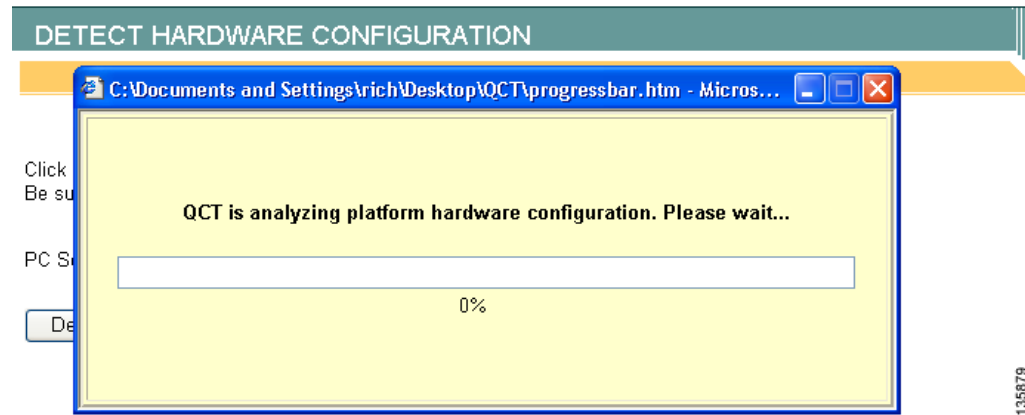 DETECT HARDWARE CONFIGURATION
C:\Documents and Settings\rich\Desktop\QCT\progressbar.htm - Micros...
Click
Be su
QCT is analyzing platform hardware configuration. Please wait...
PC Se
0%
De
135879